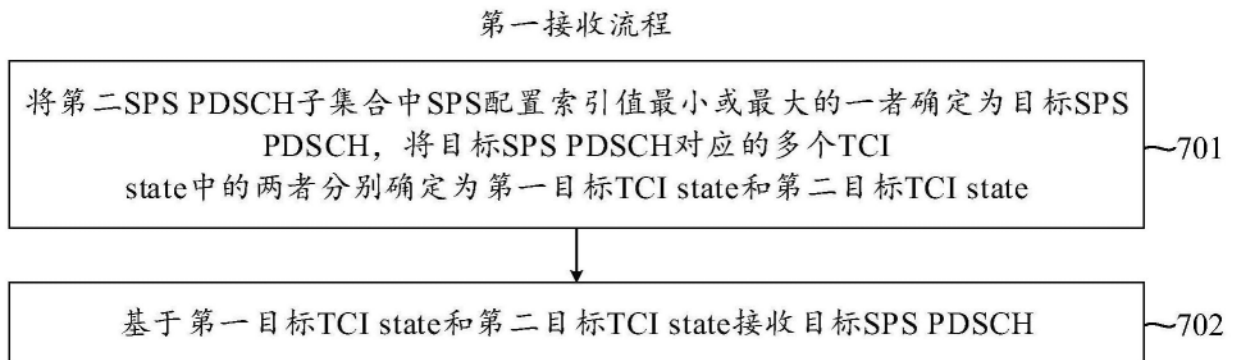 第一接收流程
将第二SPS PDSCH子集合中SPS配置索引值最小或最大的一者确定为目标SPS
PDSCH，将目标SPS PDSCH对应的多个TCI
state中的两者分别确定为第一目标TCI state和第二目标TCI state
701
基于第一目标TCI state和第二目标TCI state接收目标SPS PDSCH
702